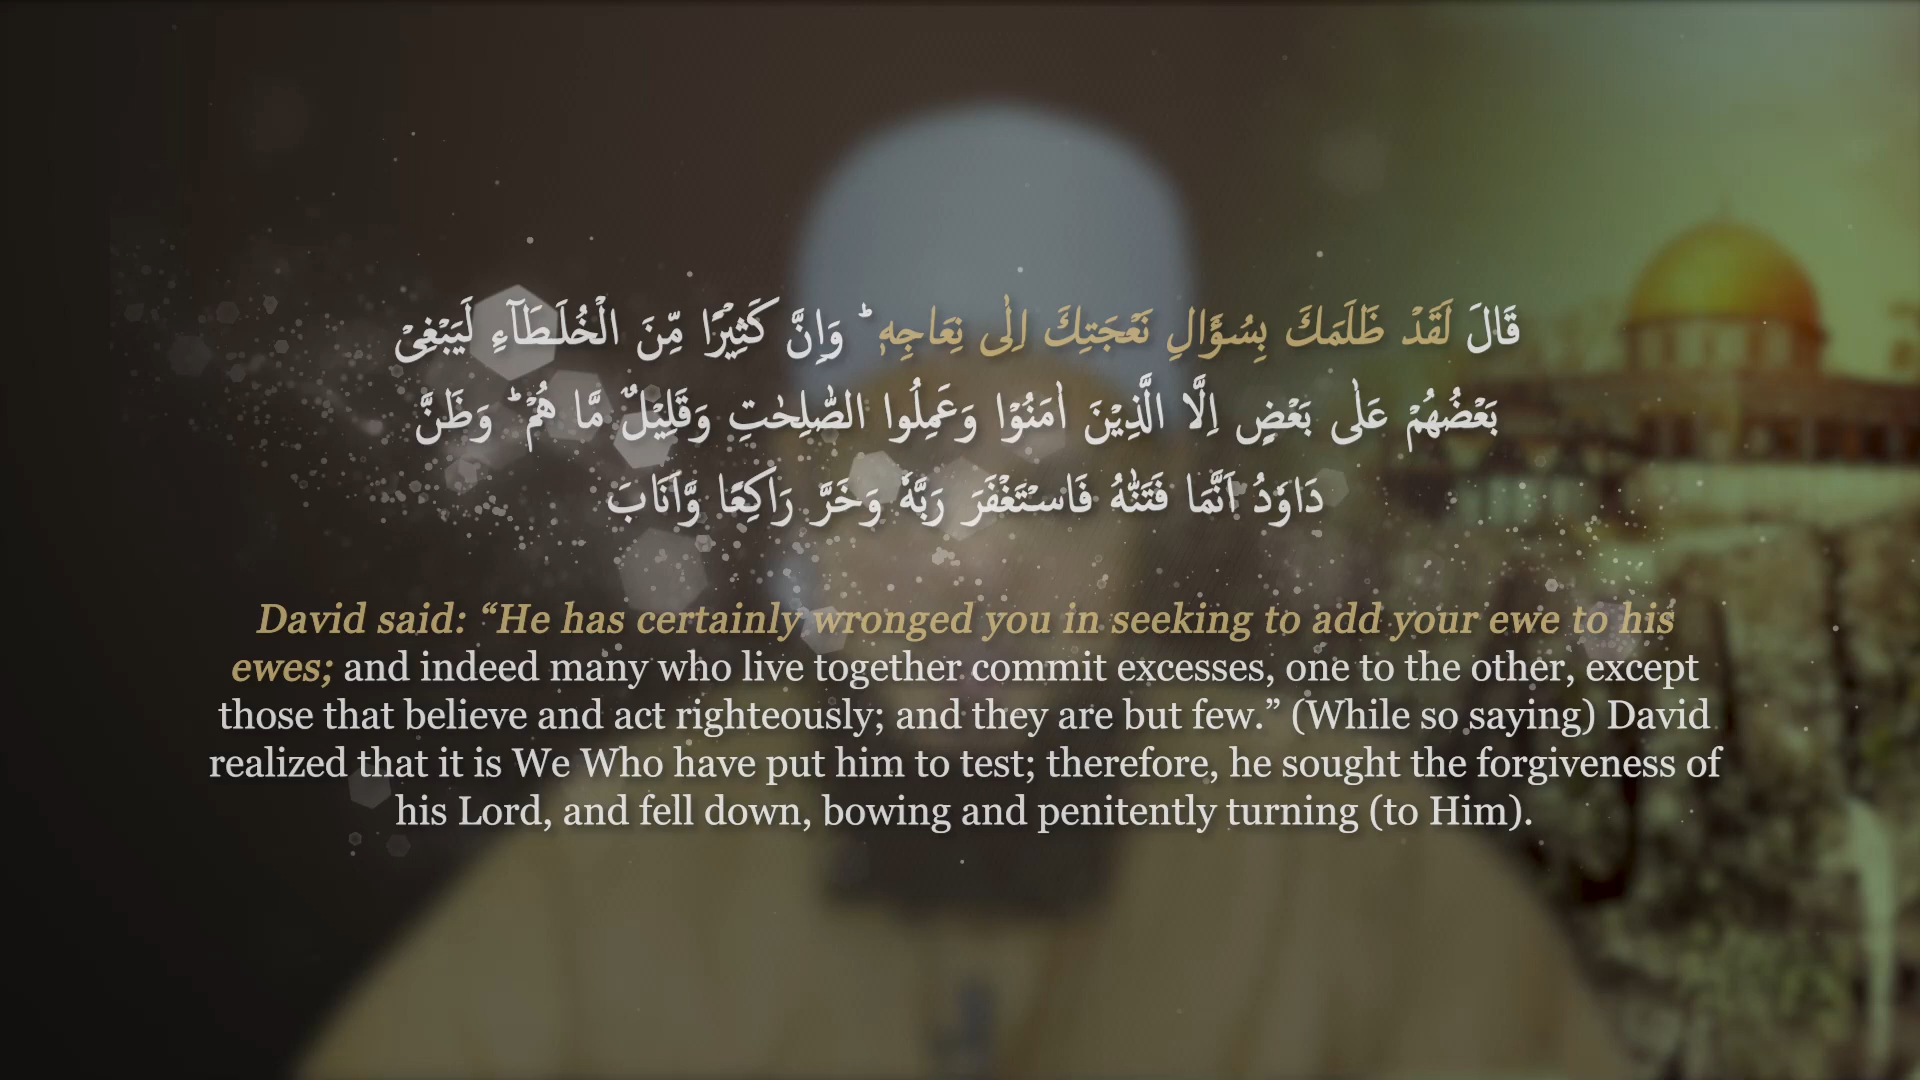 قَالَ لَقَدْ ظَلَمَكَ بِسُؤَالِ نَعْجَتِكَ اِلٰى نِعَاجِهٖ ؕ وَاِنَّ كَثِيْرًا مِّنَ الْخُلَـطَآءِ لَيَبْغِىْ
بَعْضُهُمْ عَلٰى بَعْضٍ اِلَّا الَّذِيْنَ اٰمَنُوْا وَعَمِلُوا الصّٰلِحٰتِ وَقَلِيْلٌ مَّا هُمْ ؕ وَظَنَّ
دَاوٗدُ اَنَّمَا فَتَنّٰهُ فَاسْتَغْفَرَ رَبَّهٗ وَخَرَّ رَاكِعًا وَّاَنَابَ
David said: “He has certainly wronged you in seeking to add your ewe to his
ewes; and indeed many who live together commit excesses, one to the other, except
those that believe and act righteously; and they are but few.” (While so saying) David
realized that it is We Who have put him to test; therefore, he sought the forgiveness of
his Lord, and fell down, bowing and penitently turning (to Him).